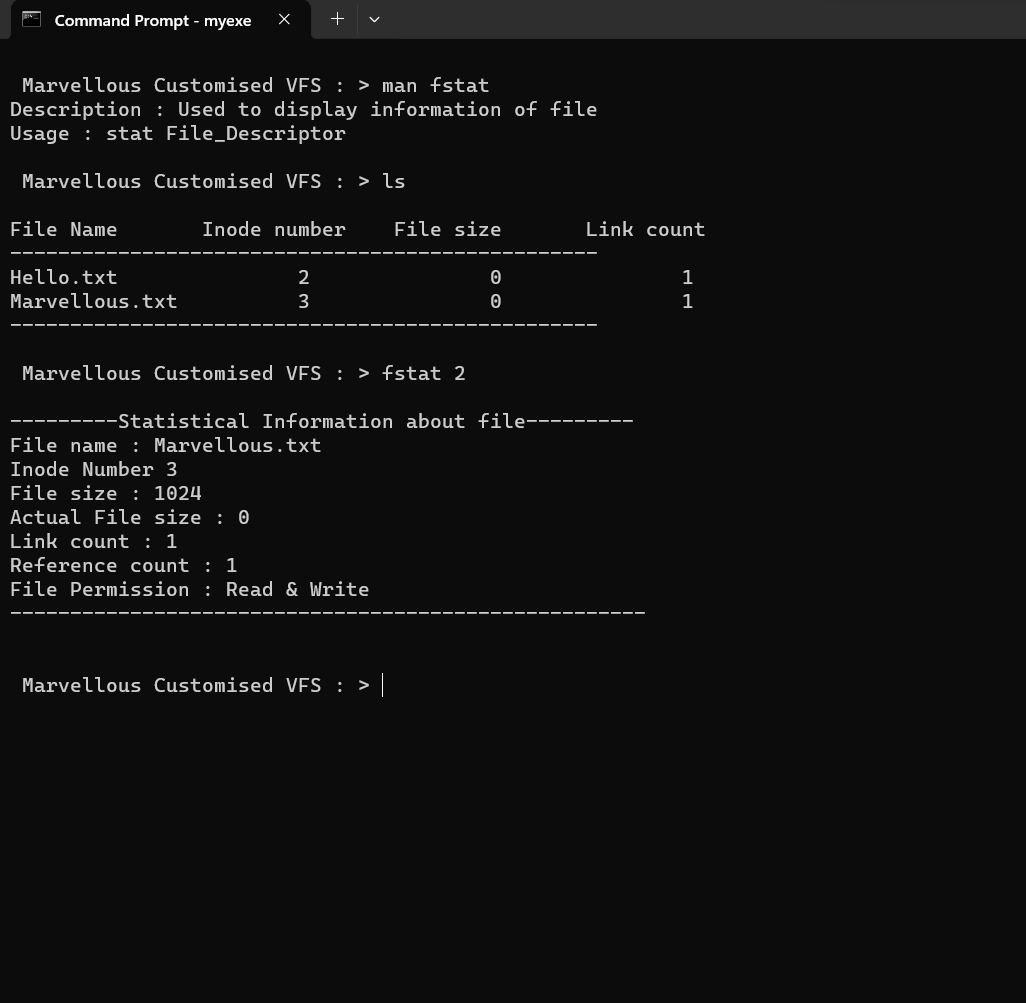 Command Prompt - myexe
Marvellous Customised VFS : > man fstat
Description : Used to display information of file
Usage : stat File_Descriptor
Marvellous Customised VFS : > ls
File Name Inode number File size Link count
-------------------------------------------------
Hello.txt 2 0 1
Marvellous.txt 3 0 1
-------------------------------------------------
Marvellous Customised VFS : > fstat 2
---------Statistical Information about file---------
File name : Marvellous.txt
Inode Number 3
File size : 1024
Actual File size : 0
Link count : 1
Reference count : 1
File Permission : Read & Write
-----------------------------------------------------
Marvellous Customised VFS : >